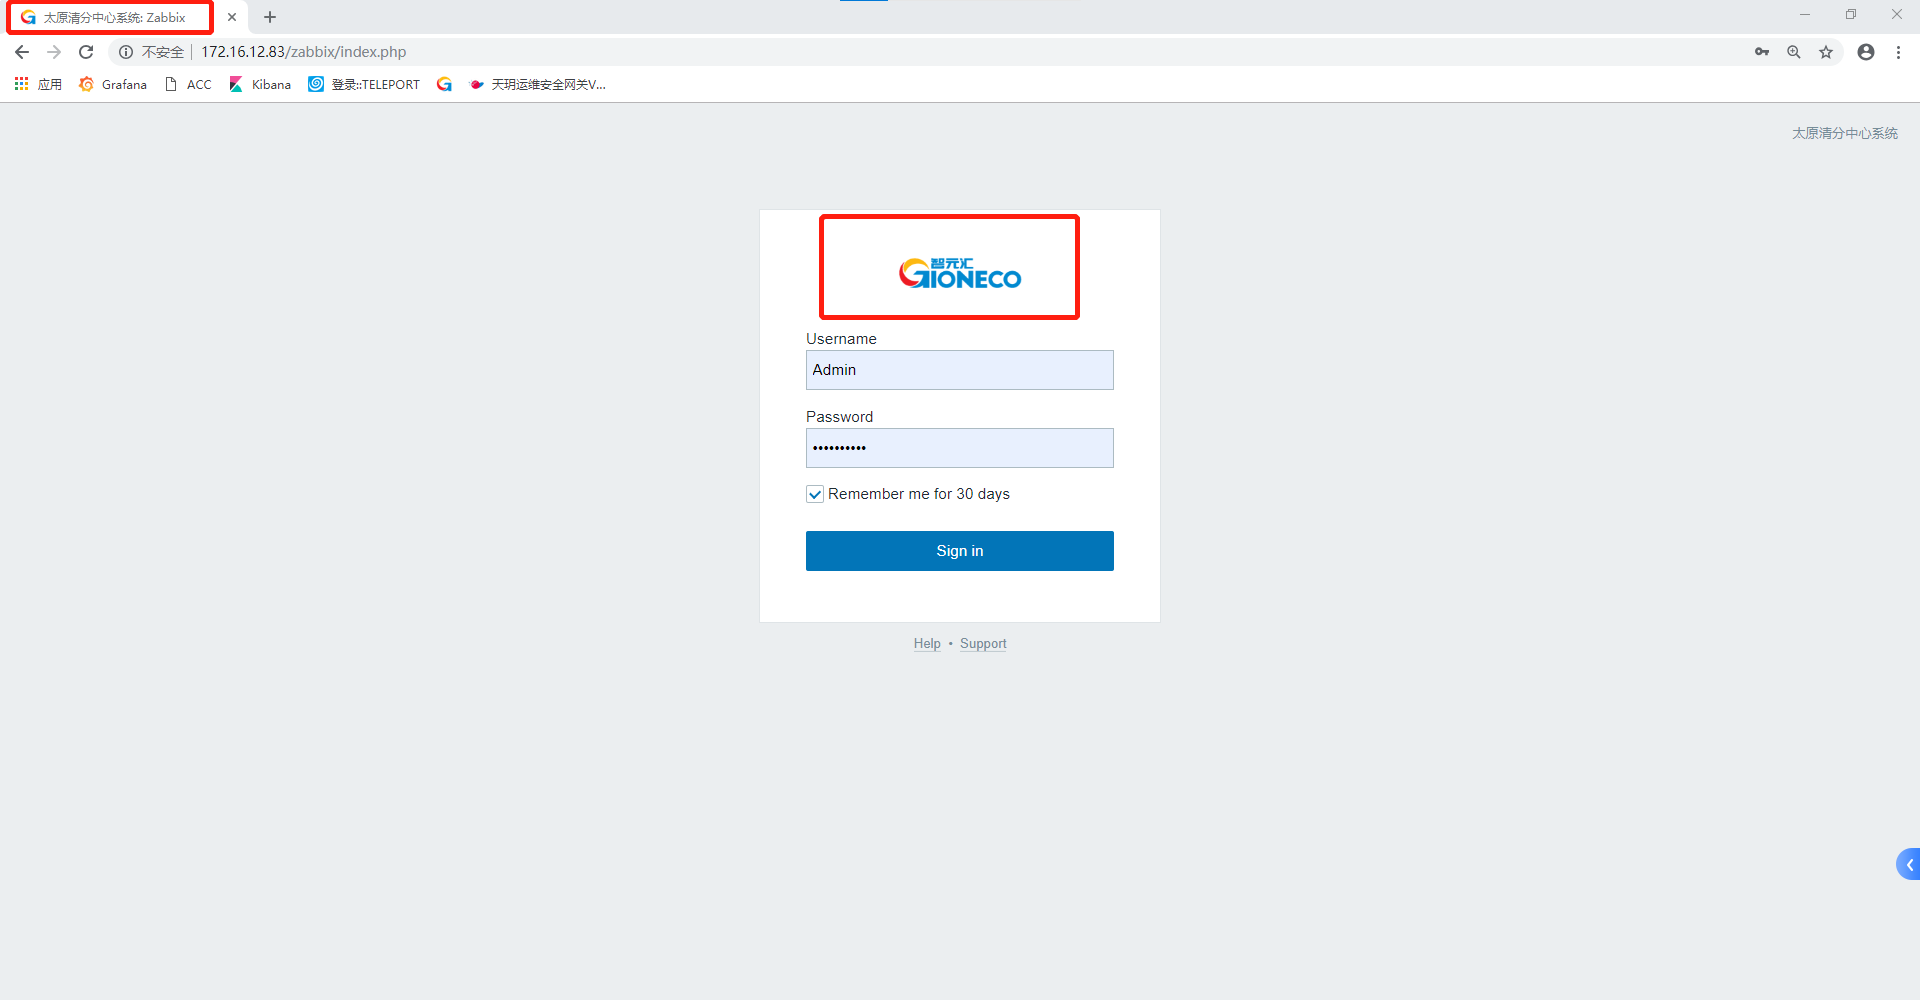 太原清分中心系统: Zabbix
不安全 172.16.12.83/zabbix/index.php
应用 Grafana ACC Kibana 登录::TELEPORT 天玥运维安全网关V...
太原清分中心系统
智元汇
GIONECO
Username
Admin
Password
••••••••••
Remember me for 30 days
Sign in
Help • Support